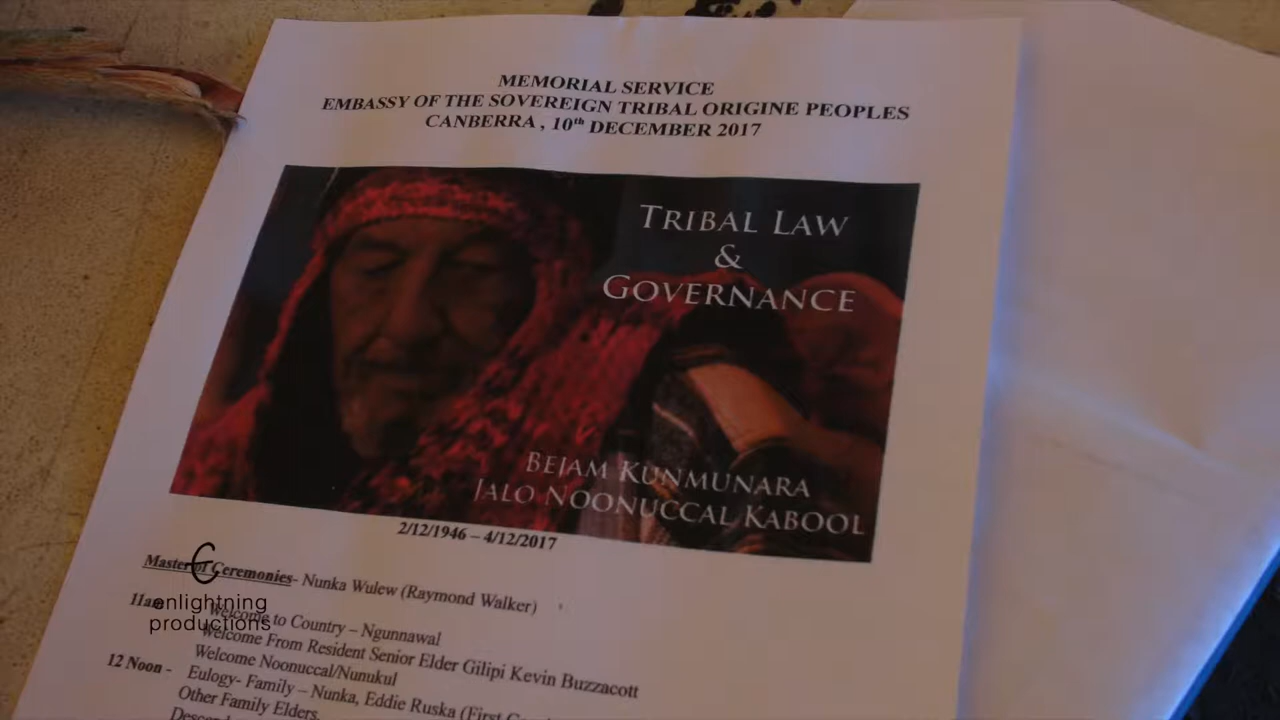 MEMORIAL SERVICE
EMBASSY OF THE SOVEREIGN TRIBAL ORIGINE PEOPLES
CANBERRA , 10th DECEMBER 2017
TRIBAL LAW
&
GOVERNANCE
BEJAM KUNMUNARA
JALO NOONUCCAL KABOOL
2/12/1946 – 4/12/2017
Master of Ceremonies- Nunka Wulew (Raymond Walker)
11am Welcome to Country – Ngunnawal
Welcome From Resident Senior Elder Gilipi Kevin Buzzacott
Welcome Noonuccal/Nunukul
12 Noon - Eulogy- Family – Nunka, Eddie Ruska (First
Other Family Elders,
enlightning
productions